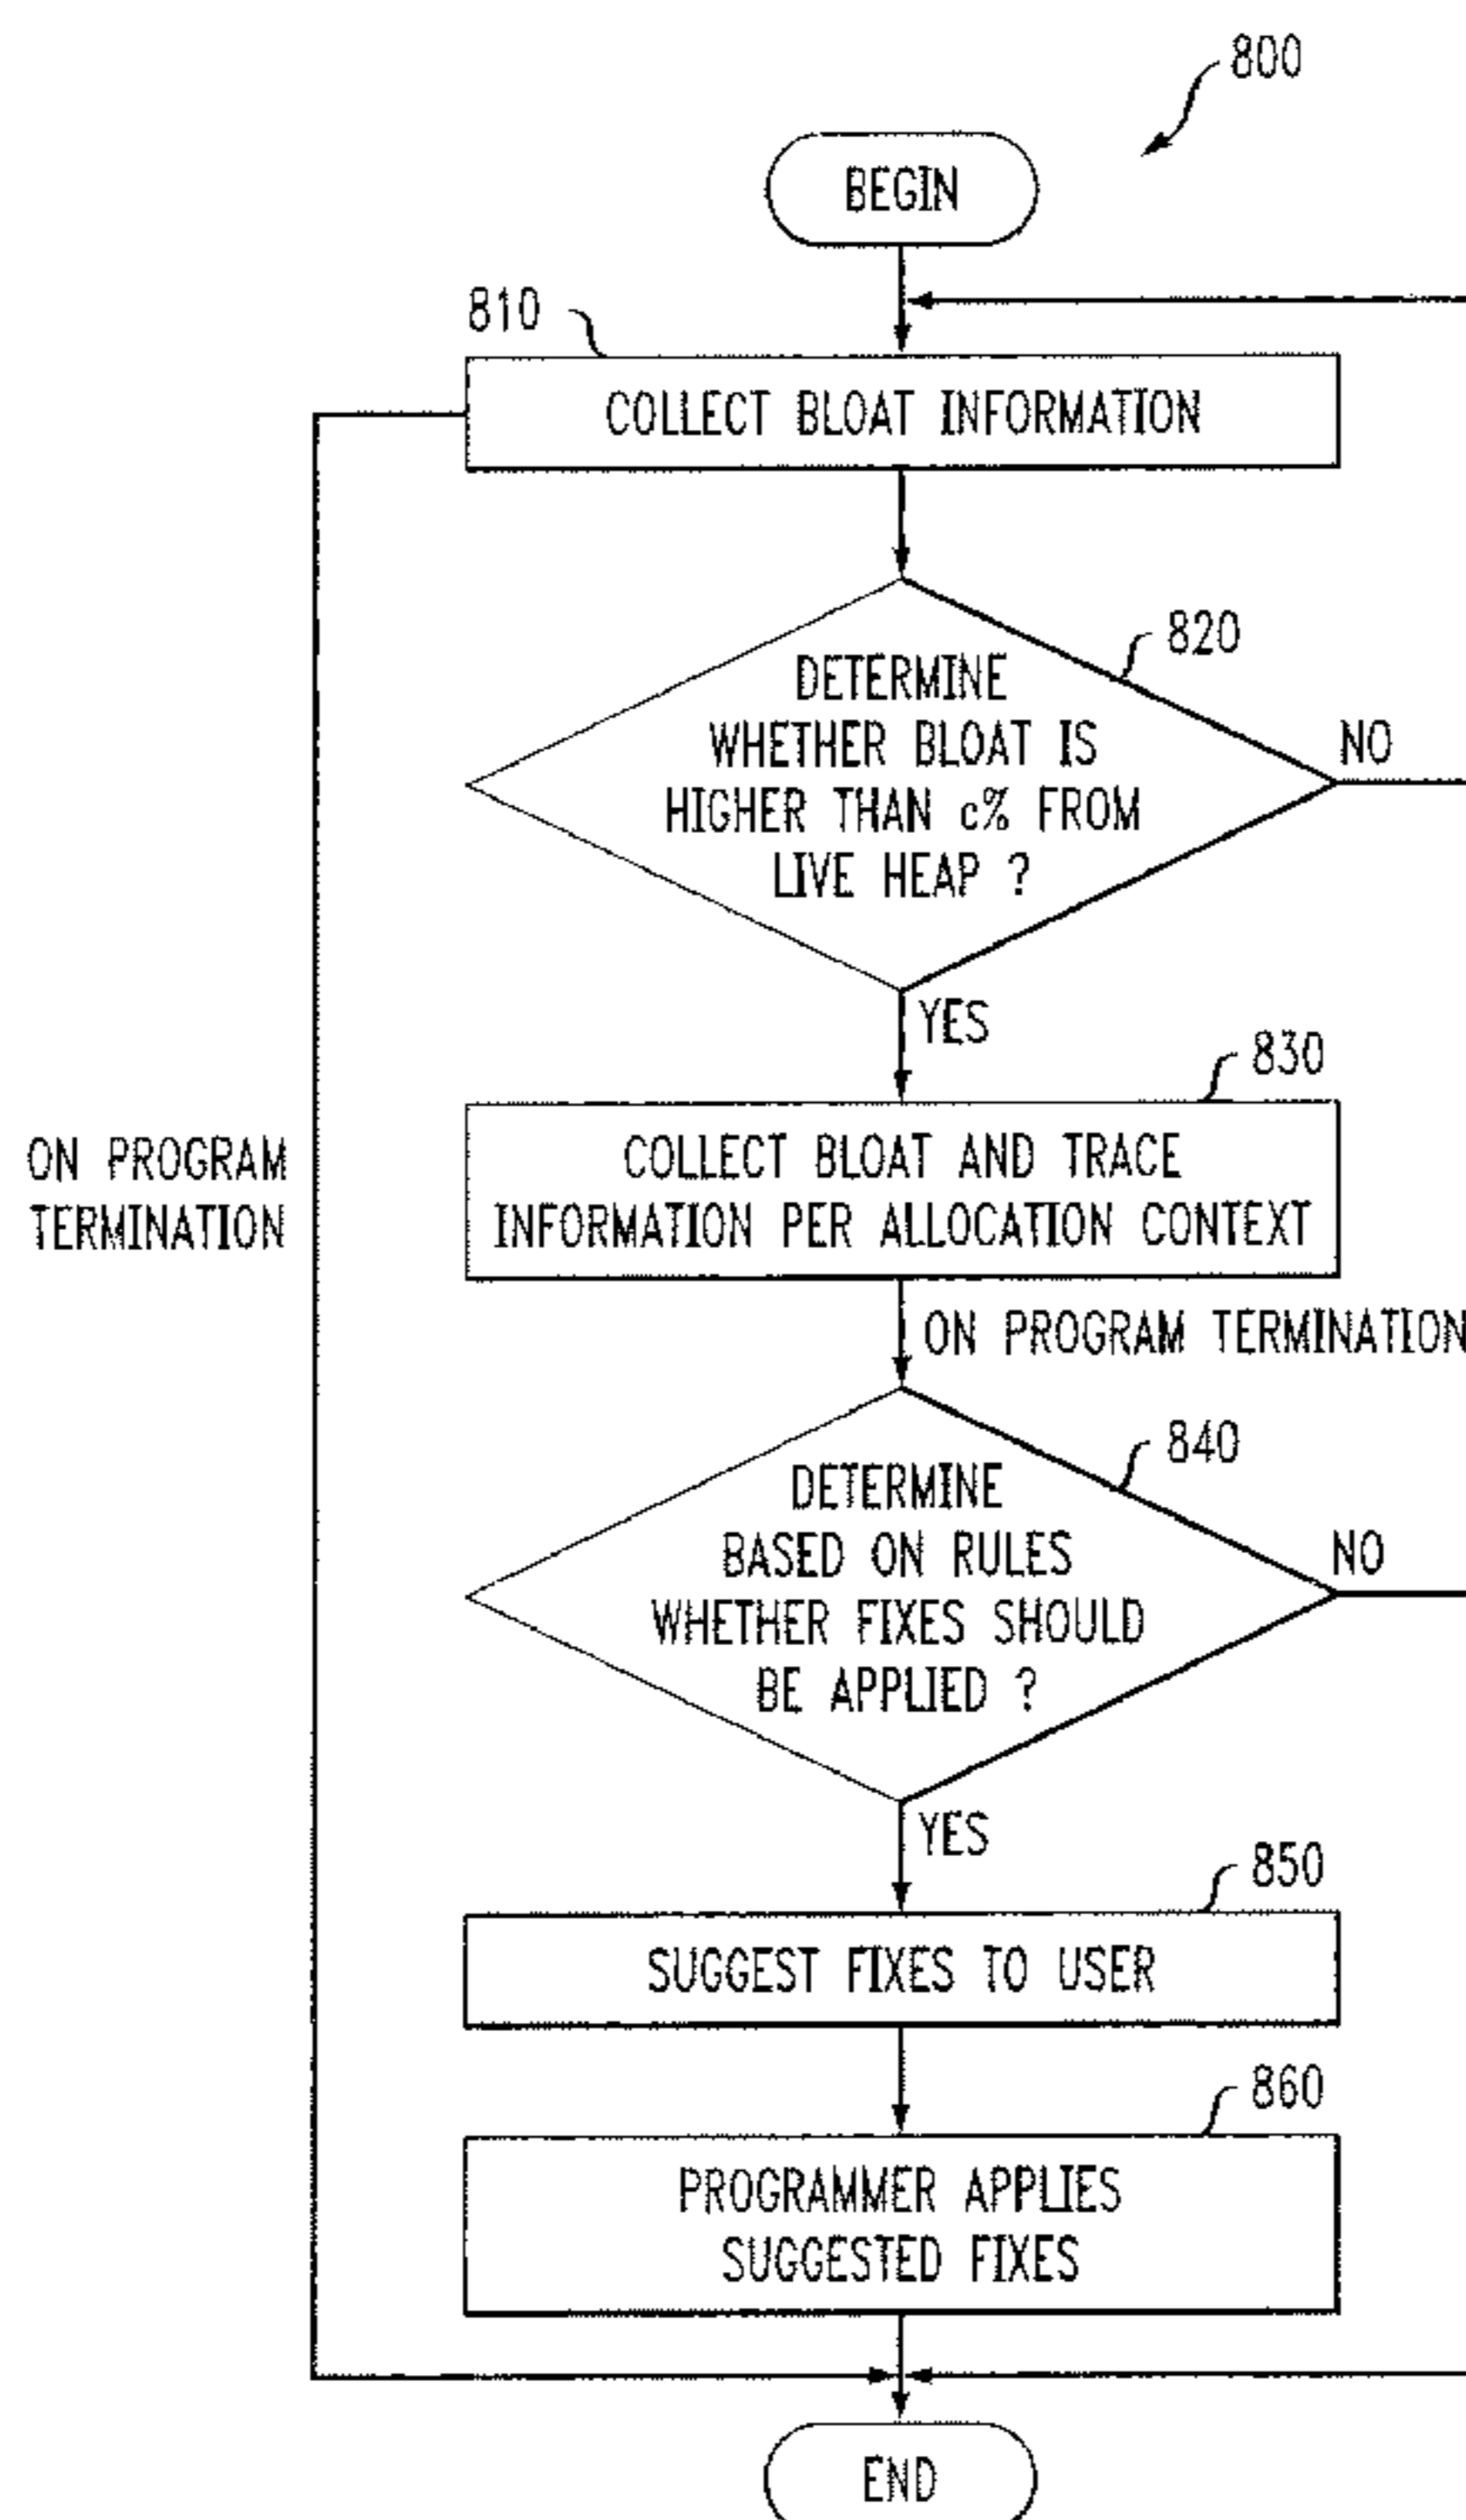 800
BEGIN
810
COLLECT BLOAT INFORMATION
820
DETERMINE
WHETHER BLOAT IS
HIGHER THAN c% FROM
LIVE HEAP ?
NO
YES
830
COLLECT BLOAT AND TRACE
INFORMATION PER ALLOCATION CONTEXT
ON PROGRAM
TERMINATION
ON PROGRAM TERMINATION
840
DETERMINE
BASED ON RULES
WHETHER FIXES SHOULD
BE APPLIED ?
NO
YES
850
SUGGEST FIXES TO USER
860
PROGRAMMER APPLIES
SUGGESTED FIXES
END